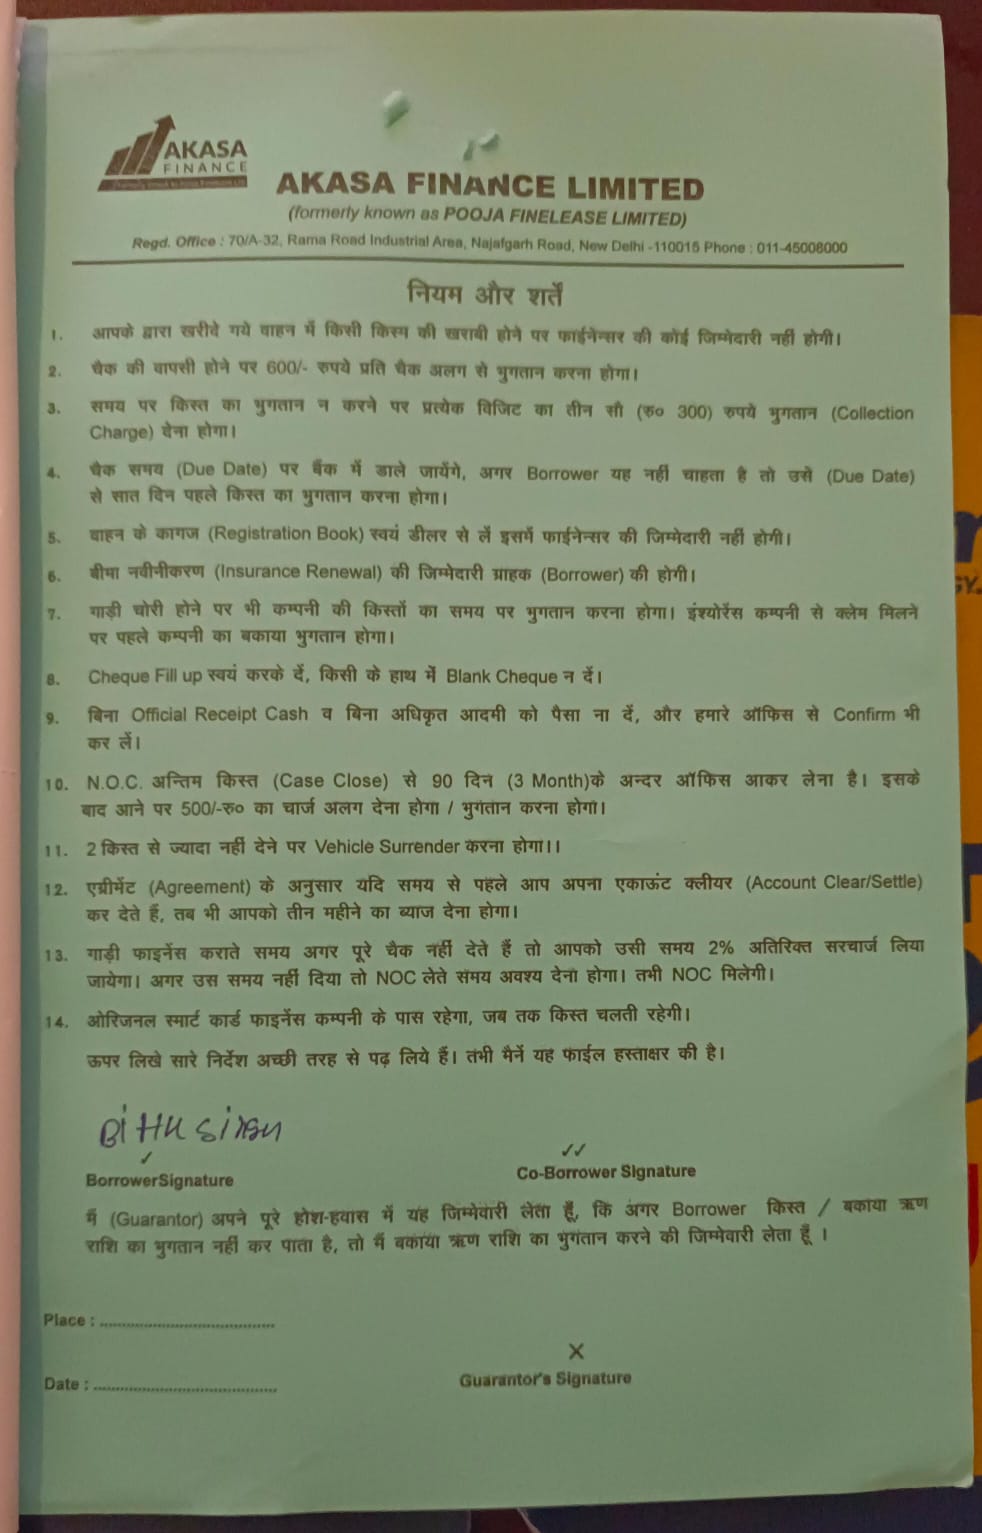 AKASA
FINANCE
AKASA FINANCE LIMITED
(formerly known as POOJA FINELEASE LIMITED)
Regd. Office : 70/A-32, Rama Road Industrial Area, Najafgarh Road, New Delhi -110015 Phone : 011-45008000
नियम और शर्तें
1. आपके द्वारा खरीदे गये वाहन में किसी किस्म की खराबी होने पर फाईनेन्सर की कोई जिम्मेदारी नहीं होगी।
2. चैक की वापसी होने पर 600/- रुपये प्रति चैक अलग से भुगतान करना होगा।
3. समय पर किस्त का भुगतान न करने पर प्रत्येक विजिट का तीन सौ (रु० 300) रुपये भुगतान (Collection
Charge) देना होगा।
4. चैक समय (Due Date) पर बैंक में डाले जायेंगे, अगर Borrower यह नहीं चाहता है तो उसे (Due Date)
से सात दिन पहले किस्त का भुगतान करना होगा।
5. वाहन के कागज (Registration Book) स्वयं डीलर से लें इसमें फाईनेन्सर की जिम्मेदारी नहीं होगी।
6. बीमा नवीनीकरण (Insurance Renewal) की जिम्मेदारी ग्राहक (Borrower) की होगी।
7. गाड़ी चोरी होने पर भी कम्पनी की किस्तों का समय पर भुगतान करना होगा। इंश्योरेंस कम्पनी से क्लेम मिलने
पर पहले कम्पनी का बकाया भुगतान होगा।
8. Cheque Fill up स्वयं करके दें, किसी के हाथ में Blank Cheque न दें।
9. बिना Official Receipt Cash व बिना अधिकृत आदमी को पैसा ना दें, और हमारे ऑफिस से Confirm भी
कर लें।
10. N.O.C. अन्तिम किस्त (Case Close) से 90 दिन (3 Month)के अन्दर ऑफिस आकर लेना है। इसके
बाद आने पर 500/-रु० का चार्ज अलग देना होगा / भुगतान करना होगा।
11. 2 किस्त से ज्यादा नहीं देने पर Vehicle Surrender करना होगा।।
12. एग्रीमेंट (Agreement) के अनुसार यदि समय से पहले आप अपना एकाऊंट क्लीयर (Account Clear/Settle)
कर देते हैं, तब भी आपको तीन महीने का ब्याज देना होगा।
13. गाड़ी फाइनेंस कराते समय अगर पूरे चैक नहीं देते हैं तो आपको उसी समय 2% अतिरिक्त सरचार्ज लिया
जायेगा। अगर उस समय नहीं दिया तो NOC लेते समय अवश्य देना होगा। तभी NOC मिलेगी।
14. ओरिजनल स्मार्ट कार्ड फाइनेंस कम्पनी के पास रहेगा, जब तक किस्त चलती रहेगी।
ऊपर लिखे सारे निर्देश अच्छी तरह से पढ़ लिये हैं। तभी मैनें यह फाईल हस्ताक्षर की है।
✓ ✓✓
BorrowerSignature Co-Borrower Signature
मैं (Guarantor) अपने पूरे होश-हवास में यह जिम्मेवारी लेता हूँ, कि अगर Borrower किस्त / बकाया ऋण
राशि का भुगतान नहीं कर पाता है, तो मैं बकाया ऋण राशि का भुगतान करने की जिम्मेवारी लेता हूँ ।
Place : ......................................
X
Date : ........................................ Guarantor's Signature